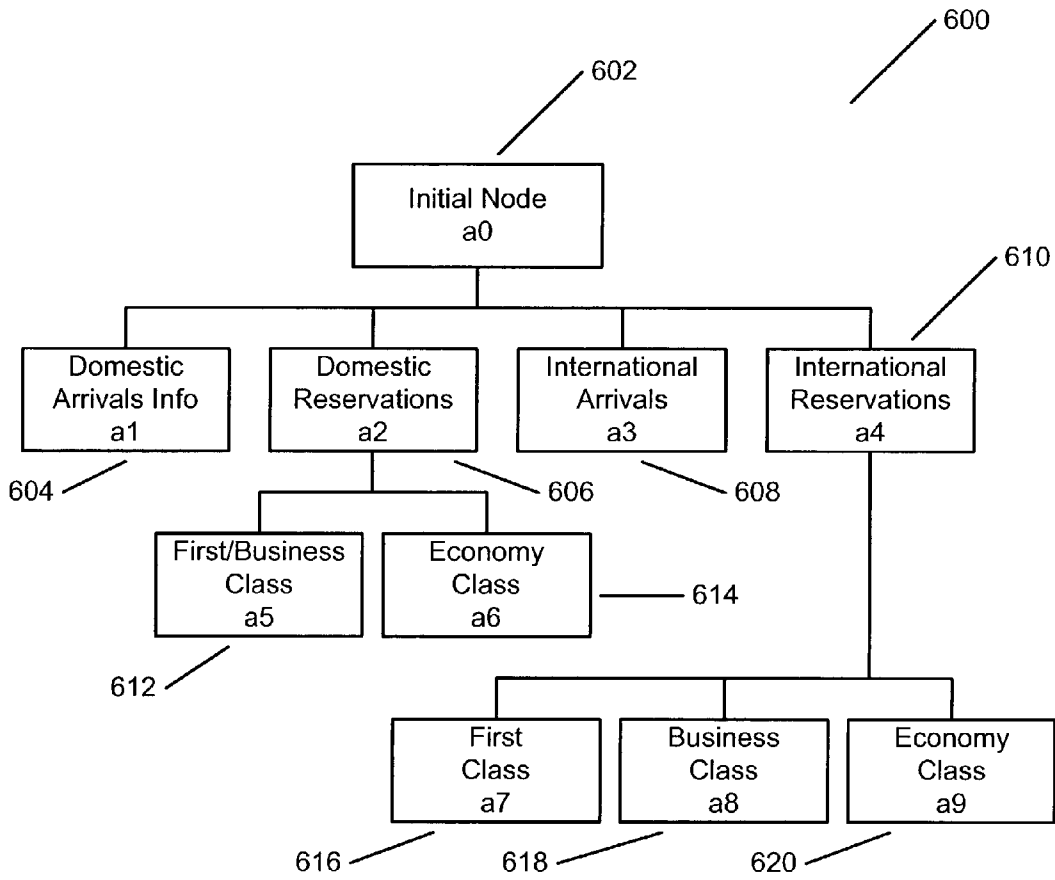 600
602
Initial Node
a0
610
Domestic
Arrivals Info
a1
Domestic
Reservations
a2
International
Arrivals
a3
International
Reservations
a4
604
606
608
First/Business
Class
a5
Economy
Class
a6
614
612
First
Class
a7
Business
Class
a8
Economy
Class
a9
616
618
620